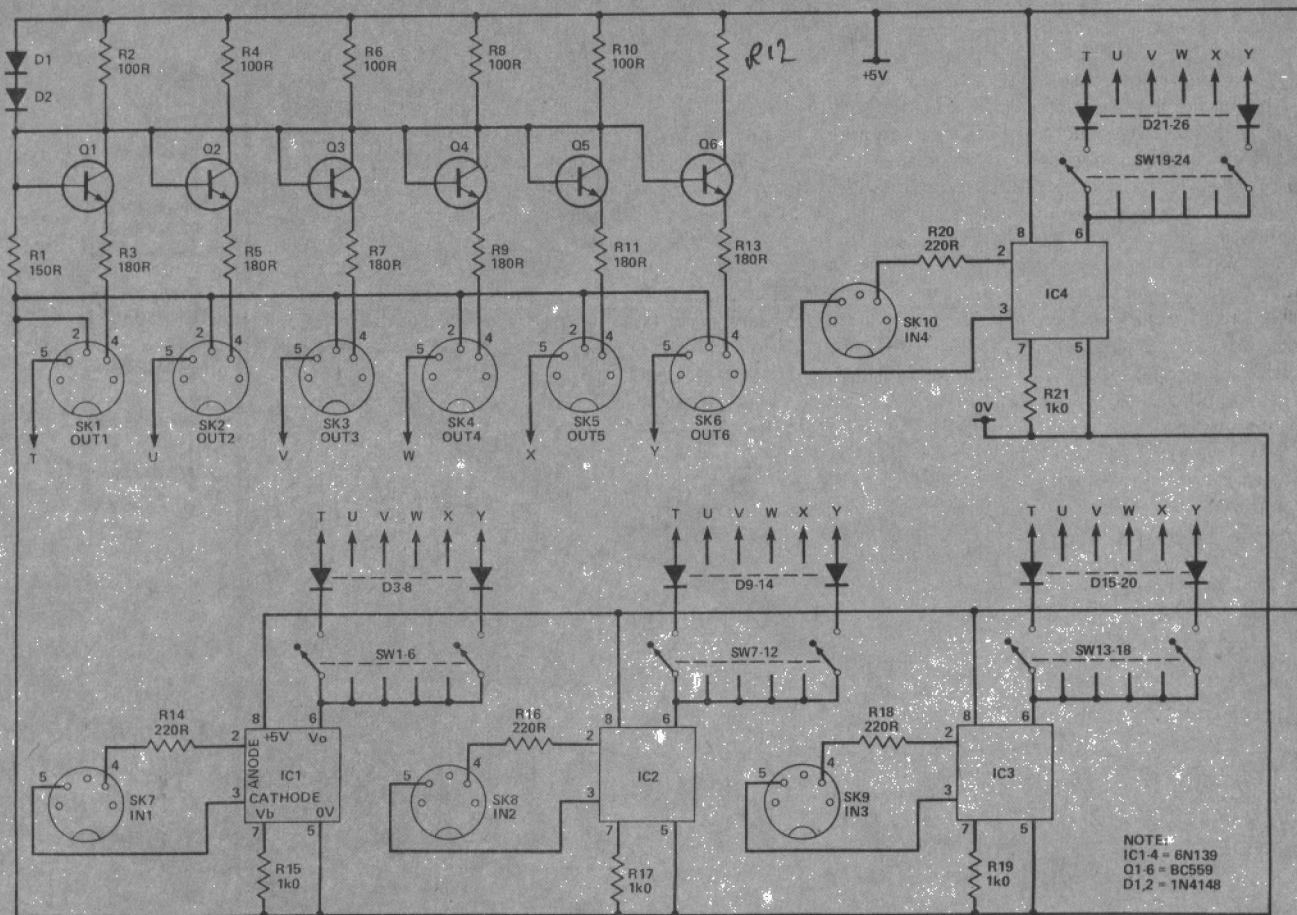 D1
D2
R2
100R
R4
100R
R6
100R
R8
100R
R10
100R
R12
+5V
T U V W X Y
D21-26
SW19-24
Q1
Q2
Q3
Q4
Q5
Q6
R1
150R
R3
180R
R5
180R
R7
180R
R9
180R
R11
180R
R13
180R
5 2 4
SK1
OUT1
T
5 2 4
SK2
OUT2
U
5 2 4
SK3
OUT3
V
5 2 4
SK4
OUT4
W
5 2 4
SK5
OUT5
X
5 2 4
SK6
OUT6
Y
R20
220R
8 6
2
IC4
3
7 5
SK10
IN4
R21
1k0
0V
T U V W X Y
D3-8
SW1-6
T U V W X Y
D9-14
SW7-12
T U V W X Y
D15-20
SW13-18
R14
220R
8 6
+5V Vo
2
ANODE
IC1
3
CATHODE
Vb 0V
7 5
5 4
SK7
IN1
R15
1k0
R16
220R
8 6
2
IC2
3
7 5
5 4
SK8
IN2
R17
1k0
R18
220R
8 6
2
IC3
3
7 5
5 4
SK9
IN3
R19
1k0
NOTE:
IC1-4 = 6N139
Q1-6 = BC559
D1,2 = 1N4148